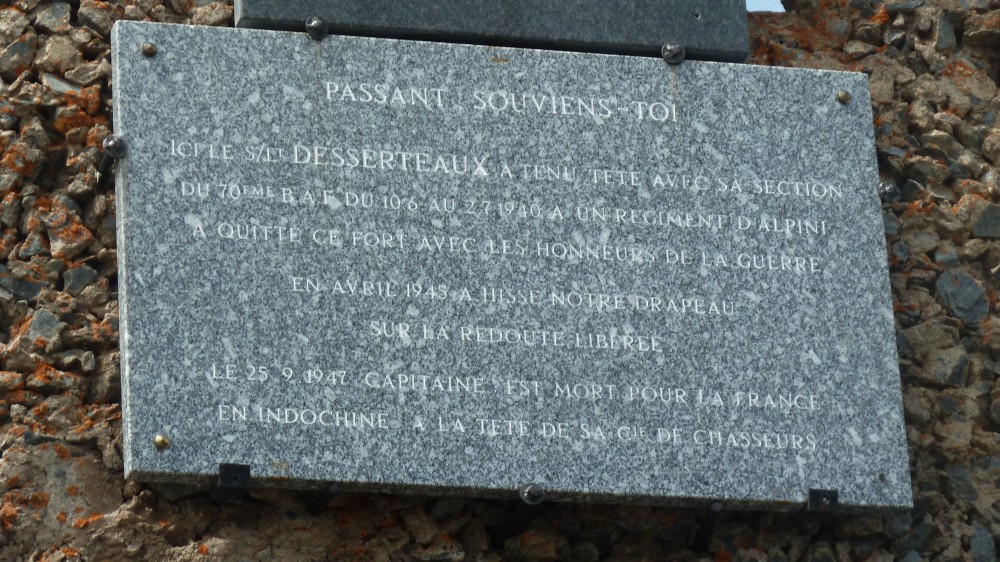 PASSANT SOUVIENS-TOI
ICI LE S/LT DESSERTEAUX A TENU TETE AVEC SA SECTION
DU 70EME B.A.F. DU 10.6 AU 2.7.1940 A UN REGIMENT D'ALPINI
A QUITTE CE FORT AVEC LES HONNEURS DE LA GUERRE
EN AVRIL 1945 A HISSE NOTRE DRAPEAU
SUR LA REDOUTE LIBEREE
LE 25.9.1947 CAPITAINE EST MORT POUR LA FRANCE
EN INDOCHINE A LA TETE DE SA CIE DE CHASSEURS